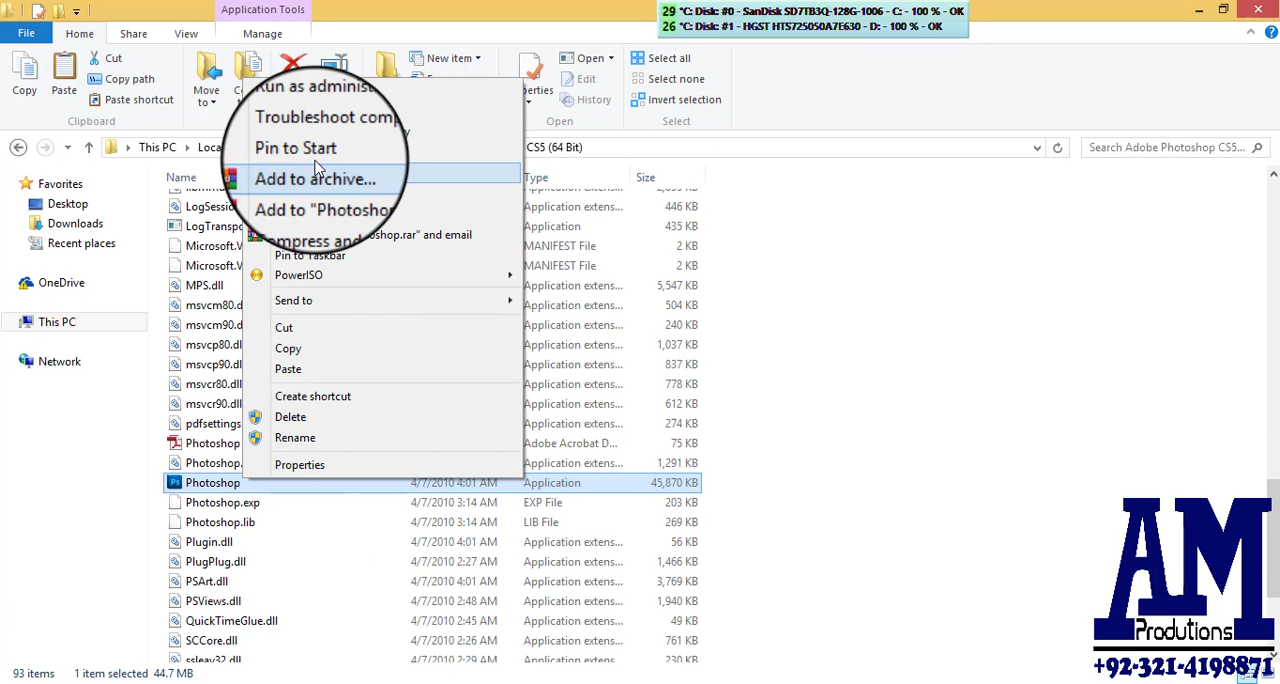 Application Tools
29 °C: Disk: #0 - SanDisk SD7TB3Q-128G-1006 - C: - 100 % - OK
26 °C: Disk: #1 - HGST HTS725050A7E630 - D: - 100 % - OK
File Home Share View Manage
Copy
Paste
Cut
Copy path
Paste shortcut
Clipboard
Move
to
New item
Open
Edit
History
Open
Select all
Select none
Invert selection
Select
This PC
CS5 (64 Bit)
Search Adobe Photoshop CS5...
Favorites
Desktop
Downloads
Recent places
OneDrive
This PC
Network
Name Type Size
Run as administ
Troubleshoot comp
Pin to Start
Add to archive...
Add to "Photoshop
Compress and
oshop.rar" and email
Pin to Taskbar
PowerISO
Send to
Cut
Copy
Paste
Create shortcut
Delete
Rename
Properties
LogSessi Application extens... 446 KB
LogTranspo Application 435 KB
Microsoft.V MANIFEST File 2 KB
Microsoft.V MANIFEST File 2 KB
MPS.dll Application extens... 5,547 KB
msvcm80.d Application extens... 504 KB
msvcm90.d Application extens... 240 KB
msvcp80.dl Application extens... 1,037 KB
msvcp90.dl Application extens... 837 KB
msvcr80.dll Application extens... 778 KB
msvcr90.dll Application extens... 612 KB
pdfsettings Application extens... 274 KB
Photoshop Adobe Acrobat D... 75 KB
Photoshop. Application extens... 1,291 KB
Photoshop 4/7/2010 4:01 AM Application 45,870 KB
Photoshop.exp 4/7/2010 3:14 AM EXP File 203 KB
Photoshop.lib 4/7/2010 3:14 AM LIB File 269 KB
Plugin.dll 4/7/2010 4:01 AM Application extens... 56 KB
PlugPlug.dll 4/7/2010 2:27 AM Application extens... 1,466 KB
PSArt.dll 4/7/2010 4:01 AM Application extens... 3,769 KB
PSViews.dll 4/7/2010 2:48 AM Application extens... 1,940 KB
QuickTimeGlue.dll 4/7/2010 2:45 AM Application extens... 49 KB
SCCore.dll 4/7/2010 2:26 AM Application extens... 761 KB
ssleay32.dll 4/7/2010 2:29 AM Application extens... 230 KB
93 items 1 item selected 44.7 MB
AM
Produtions
+92-321-4198871